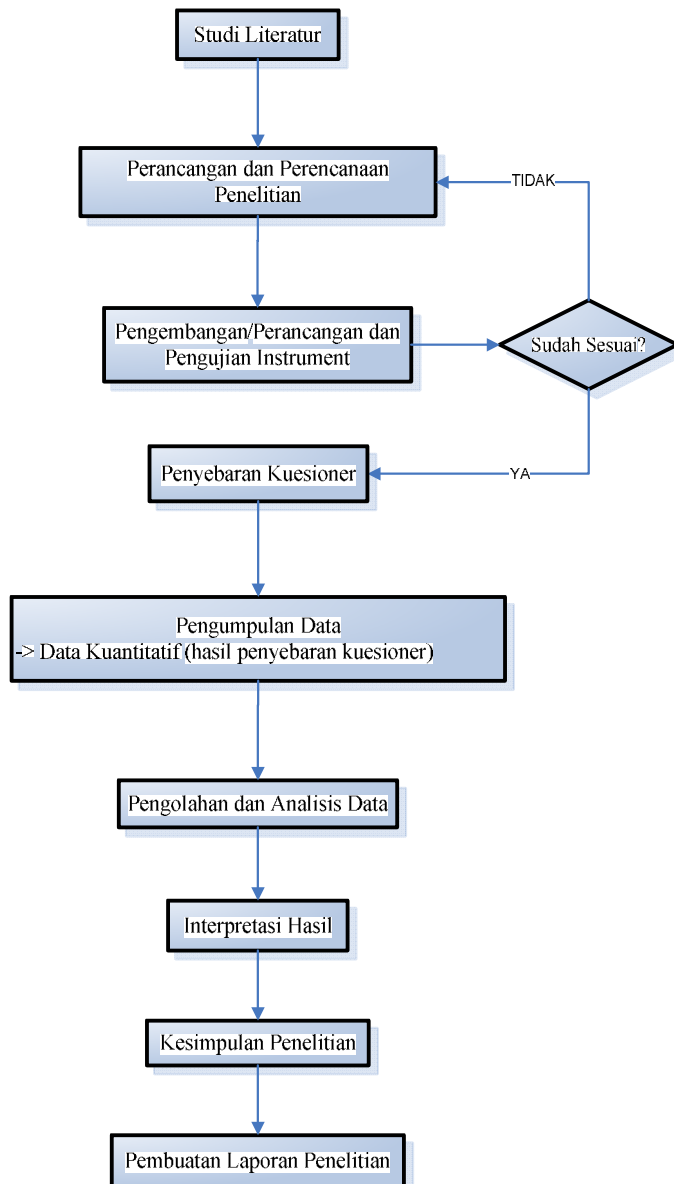 Studi Literatur
Perancangan dan Perencanaan
Penelitian
TIDAK
Pengembangan/Perancangan dan
Pengujian Instrument
Sudah Sesuai?
Penyebaran Kuesioner
YA
Pengumpulan Data
-> Data Kuantitatif (hasil penyebaran kuesioner)
Pengolahan dan Analisis Data
Interpretasi Hasil
Kesimpulan Penelitian
Pembuatan Laporan Penelitian